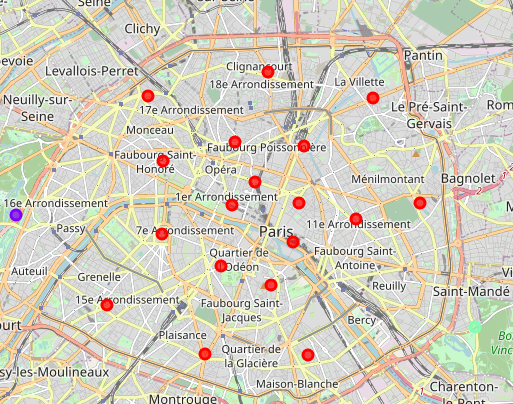 Seine
Clichy
Pantin
Clignancourt
Levallois-Perret
18e Arrondissement
La Villette
Neuilly-sur-
Seine
17e Arrondissement
Le Pré-Saint-
Gervais
Monceau
Faubourg Poissonnière
Faubourg Saint-
Honoré
Opéra
Ménilmontant
Bagnolet
16e Arrondissement
1er Arrondissement
11e Arrondissement
Passy
7e Arrondissement
Paris
Quartier de
l'Odéon
Faubourg Saint-
Antoine
Auteuil
Grenelle
Reuilly
Saint-Mandé
15e Arrondissement
Faubourg Saint-
Jacques
Bercy
Plaisance
Quartier de
la Glacière
sy-les-Moulineaux
Maison-Blanche
Charenton-
le-Pont
Montrouge